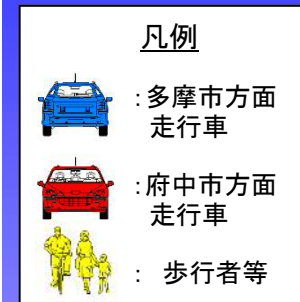 凡例
:多摩市方面
走行車
:府中市方面
走行車
: 歩行者等